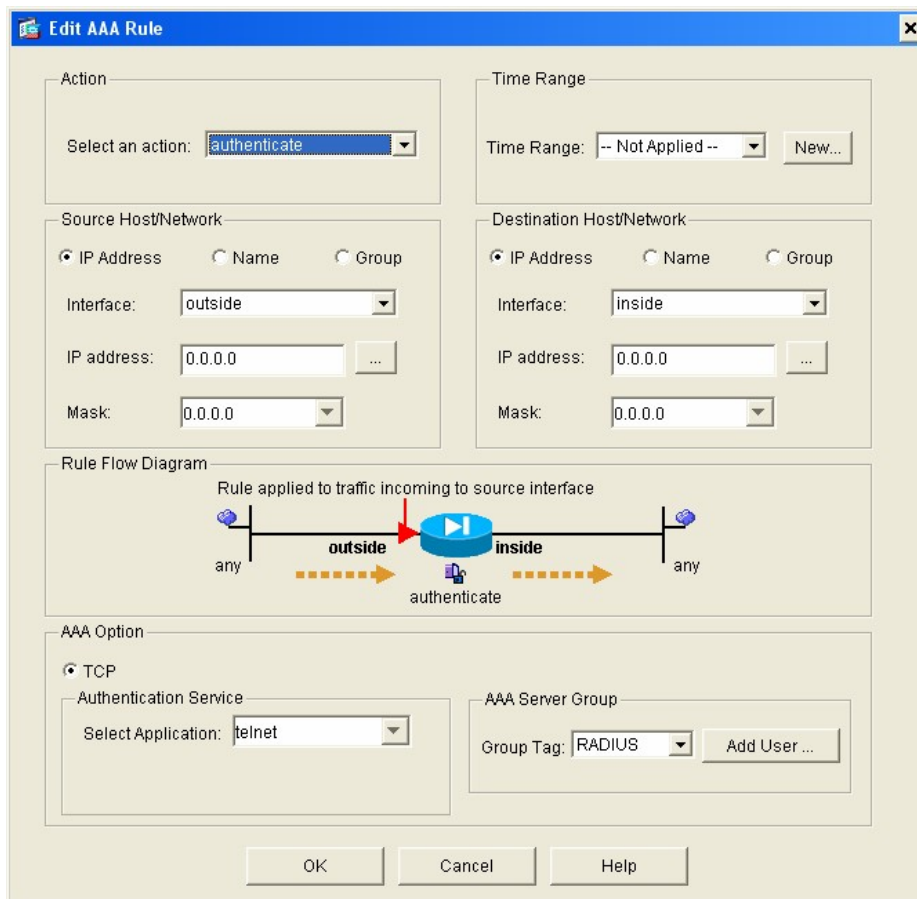 Edit AAA Rule
Action
Select an action: authenticate
Time Range
Time Range: -- Not Applied -- New...
Source Host/Network
IP Address Name Group
Interface: outside
IP address: 0.0.0.0 ...
Mask: 0.0.0.0
Destination Host/Network
IP Address Name Group
Interface: inside
IP address: 0.0.0.0 ...
Mask: 0.0.0.0
Rule Flow Diagram
Rule applied to traffic incoming to source interface
outside inside
any any
authenticate
AAA Option
TCP
Authentication Service
Select Application: telnet
AAA Server Group
Group Tag: RADIUS Add User ...
OK Cancel Help